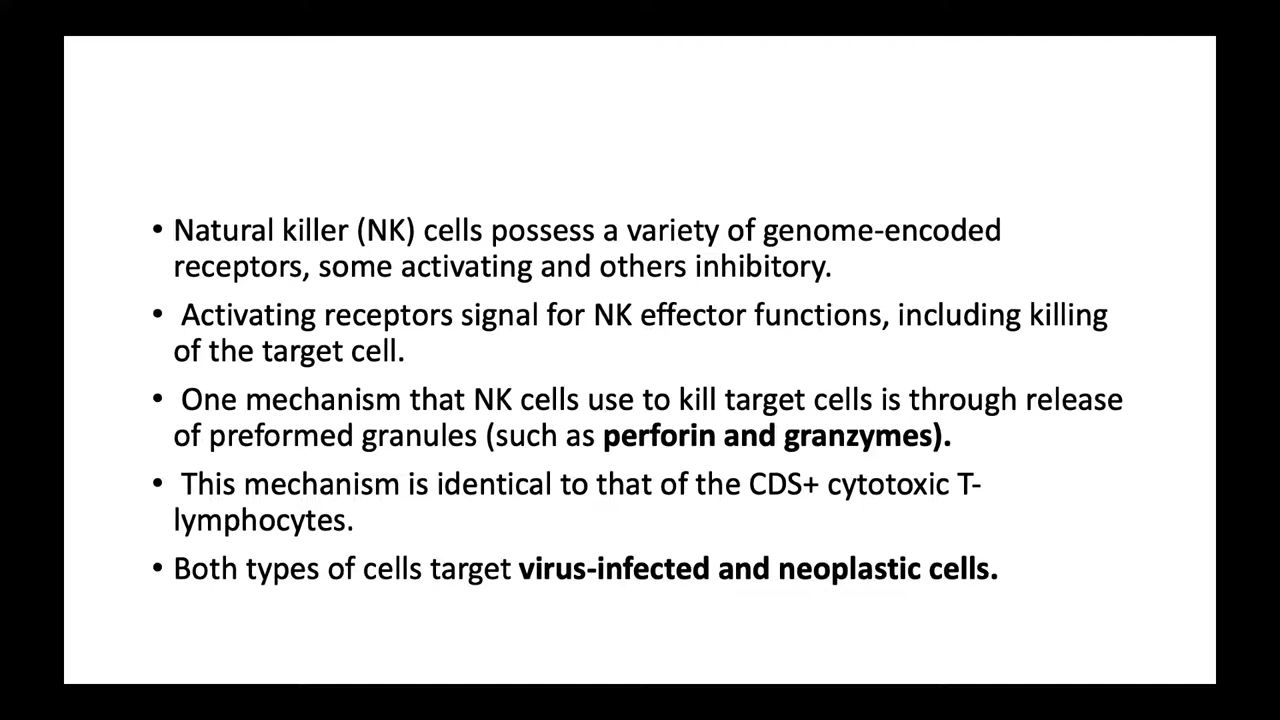 • Natural killer (NK) cells possess a variety of genome-encoded
receptors, some activating and others inhibitory.
• Activating receptors signal for NK effector functions, including killing
of the target cell.
• One mechanism that NK cells use to kill target cells is through release
of preformed granules (such as perforin and granzymes).
• This mechanism is identical to that of the CDS+ cytotoxic T-
lymphocytes.
• Both types of cells target virus-infected and neoplastic cells.